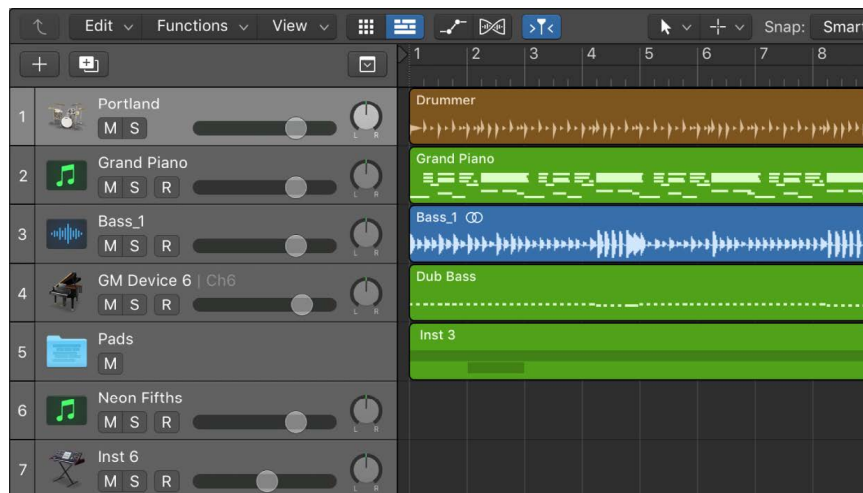 Edit Functions View Snap: Smar
1 2 3 4 5 6 7 8
1 Portland Drummer
M S L R
2 Grand Piano Grand Piano
M S R L R
3 Bass_1 Bass_1
M S R L R
4 GM Device 6 | Ch6 Dub Bass
M S R L R
5 Pads Inst 3
M
6 Neon Fifths
M S R L R
7 Inst 6
M S R L R